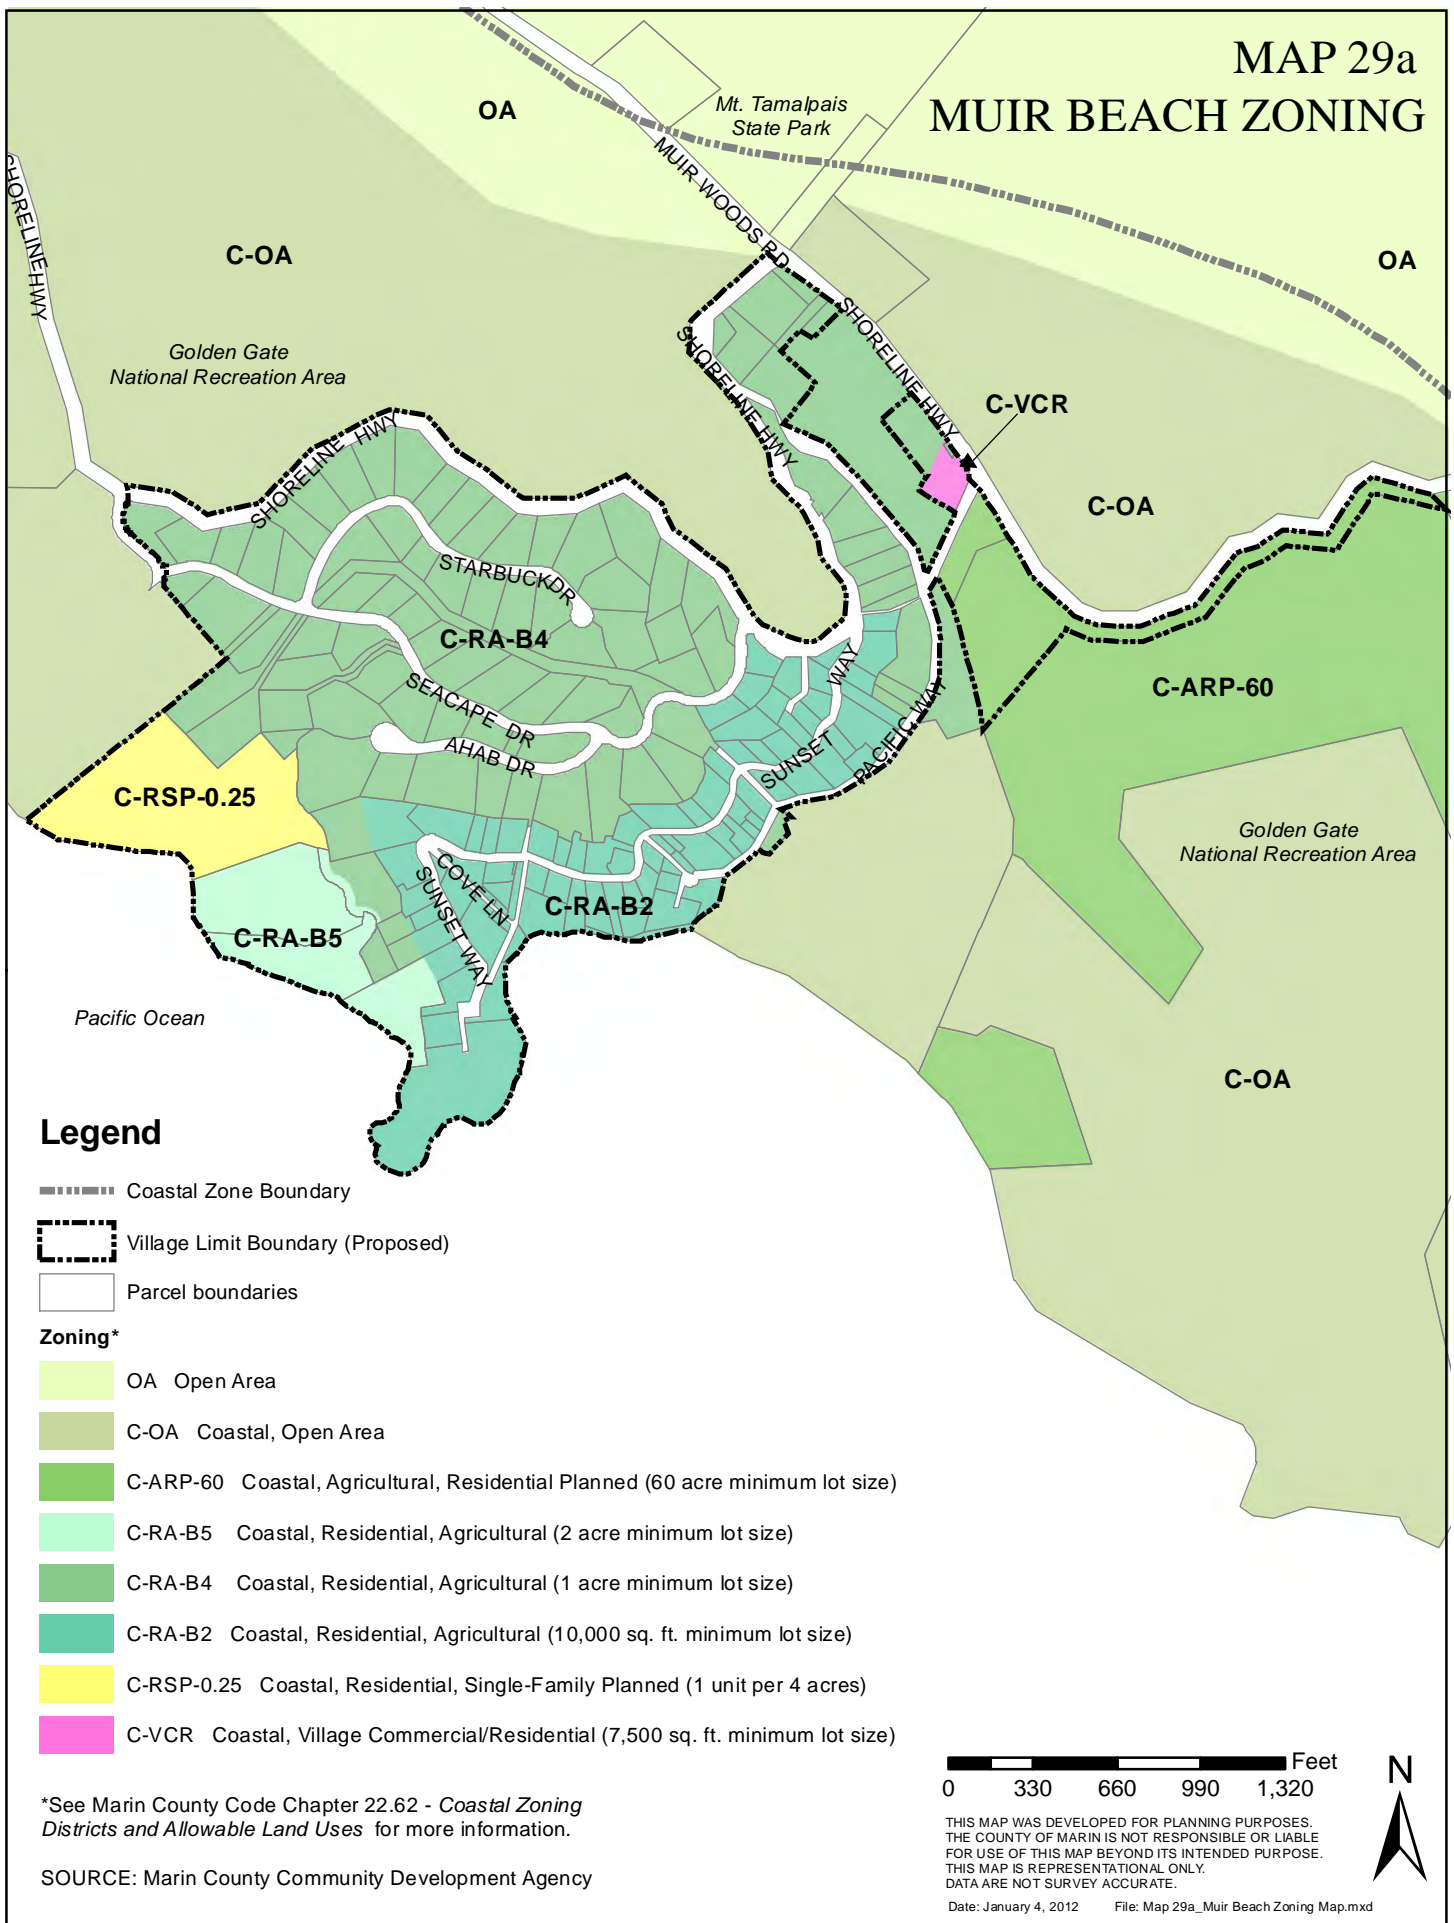 MAP 29a
MUIR BEACH ZONING
OA
Mt. Tamalpais
State Park
MUIR WOODS RD
SHORELINE HWY
C-OA
OA
Golden Gate
National Recreation Area
SHORELINE HWY
SHORELINE HWY
C-VCR
SHORELINE HWY
C-OA
STARBUCK DR
C-RA-B4
WAY
C-ARP-60
SEACAPE DR
PACIFIC WAY
AHAB DR
SUNSET
C-RSP-0.25
Golden Gate
National Recreation Area
COVE LN
SUNSET WAY
C-RA-B2
C-RA-B5
Pacific Ocean
C-OA
Legend
Coastal Zone Boundary
Village Limit Boundary (Proposed)
Parcel boundaries
Zoning*
OA Open Area
C-OA Coastal, Open Area
C-ARP-60 Coastal, Agricultural, Residential Planned (60 acre minimum lot size)
C-RA-B5 Coastal, Residential, Agricultural (2 acre minimum lot size)
C-RA-B4 Coastal, Residential, Agricultural (1 acre minimum lot size)
C-RA-B2 Coastal, Residential, Agricultural (10,000 sq. ft. minimum lot size)
C-RSP-0.25 Coastal, Residential, Single-Family Planned (1 unit per 4 acres)
C-VCR Coastal, Village Commercial/Residential (7,500 sq. ft. minimum lot size)
*See Marin County Code Chapter 22.62 - Coastal Zoning
Districts and Allowable Land Uses for more information.
SOURCE: Marin County Community Development Agency
Feet
0 330 660 990 1,320
N
THIS MAP WAS DEVELOPED FOR PLANNING PURPOSES.
THE COUNTY OF MARIN IS NOT RESPONSIBLE OR LIABLE
FOR USE OF THIS MAP BEYOND ITS INTENDED PURPOSE.
THIS MAP IS REPRESENTATIONAL ONLY.
DATA ARE NOT SURVEY ACCURATE.
Date: January 4, 2012 File: Map 29a_Muir Beach Zoning Map.mxd